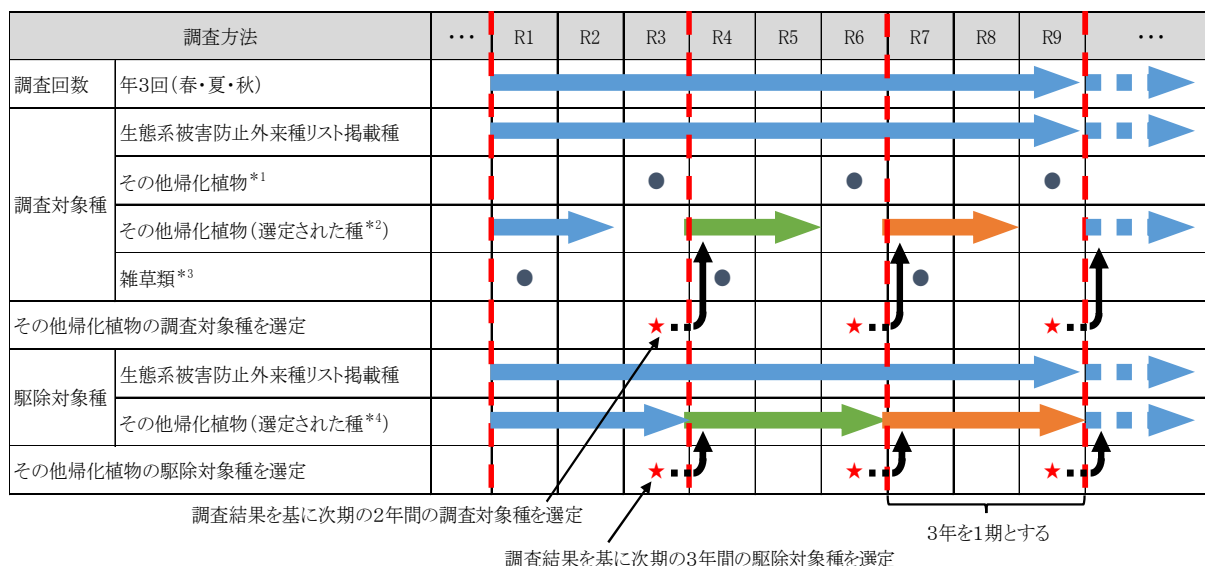 調査方法 ・・・ R1 R2 R3 R4 R5 R6 R7 R8 R9 ・・・
調査回数 年3回(春・夏・秋)
調査対象種
生態系被害防止外来種リスト掲載種
その他帰化植物*1
その他帰化植物(選定された種*2)
雑草類*3
その他帰化植物の調査対象種を選定
駆除対象種
生態系被害防止外来種リスト掲載種
その他帰化植物(選定された種*4)
その他帰化植物の駆除対象種を選定
調査結果を基に次期の2年間の調査対象種を選定
3年を1期とする
調査結果を基に次期の3年間の駆除対象種を選定